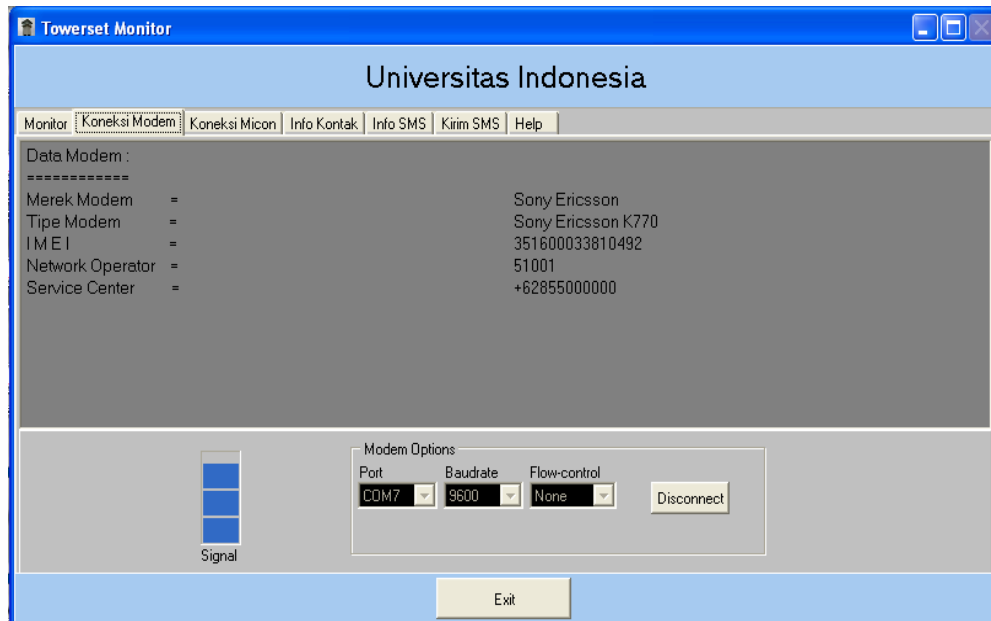 Towerset Monitor
Universitas Indonesia
Monitor Koneksi Modem Koneksi Micon Info Kontak Info SMS Kirim SMS Help
Data Modem :
============
Merek Modem = Sony Ericsson
Tipe Modem = Sony Ericsson K770
I M E I = 351600033810492
Network Operator = 51001
Service Center = +62855000000
Modem Options
Port Baudrate Flow-control
COM7 9600 None Disconnect
Signal
Exit